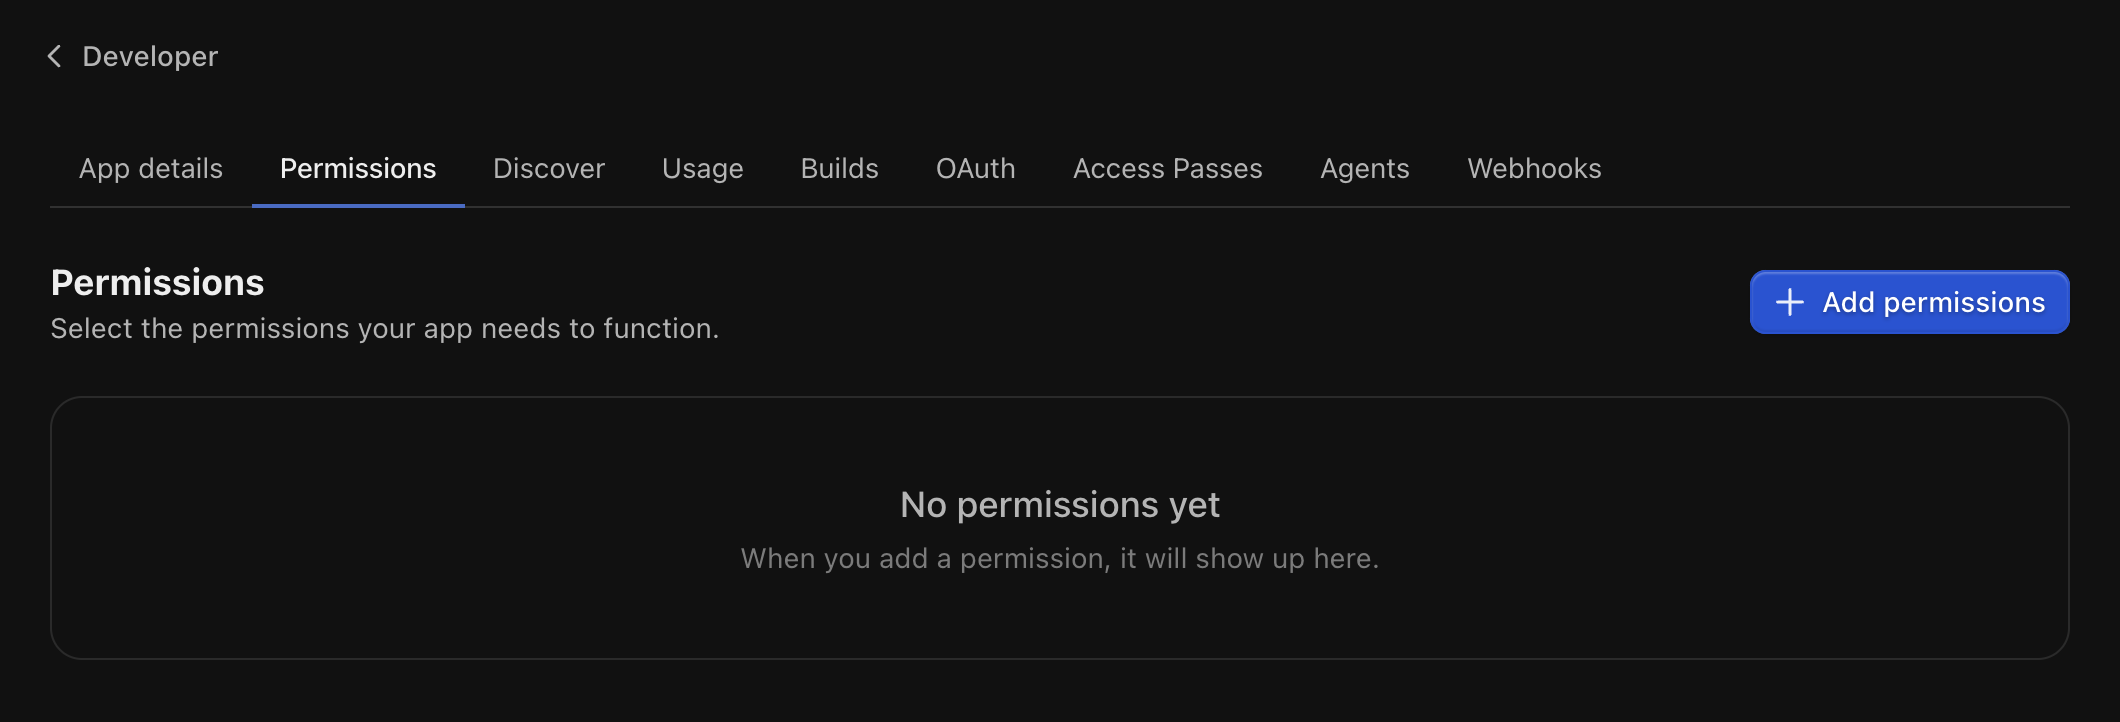 Developer
App details Permissions Discover Usage Builds OAuth Access Passes Agents Webhooks
Permissions
Select the permissions your app needs to function.
Add permissions
No permissions yet
When you add a permission, it will show up here.